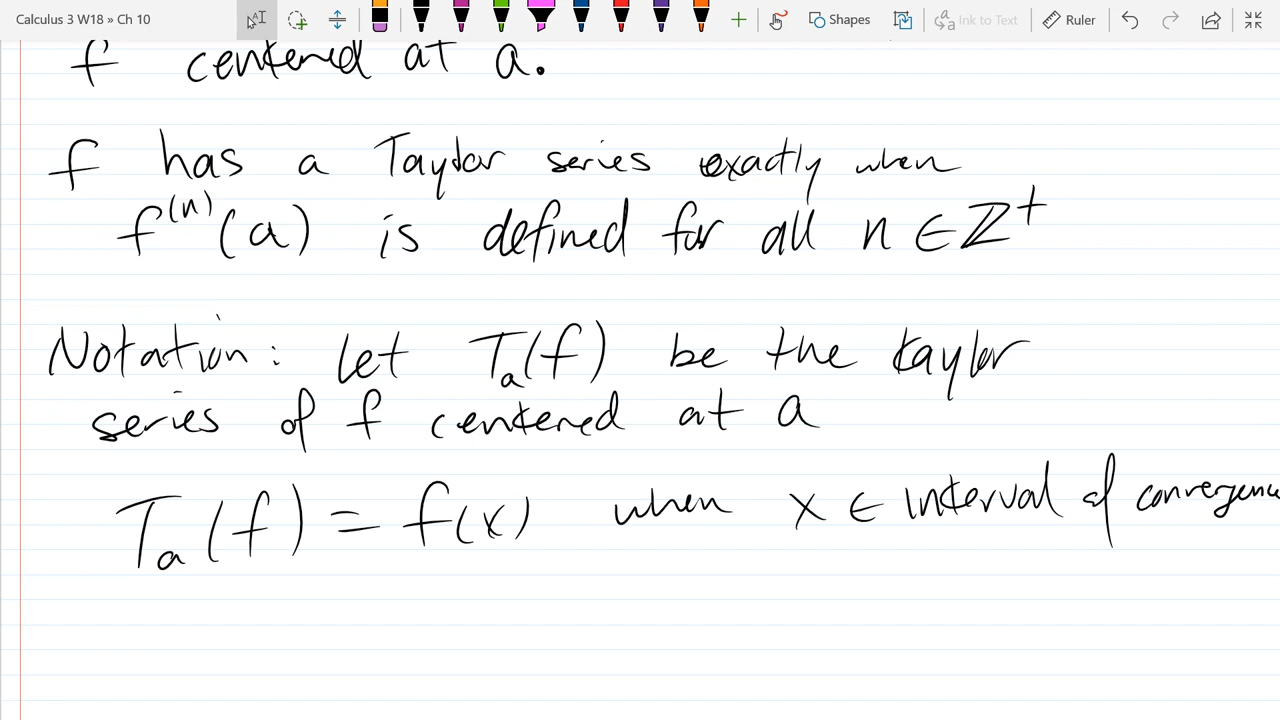 Calculus 3 W18 » Ch 10
Shapes
Ink to Text
Ruler
f centered at a.
f has a Taylor series exactly when
f^(n)(a) is defined for all n ∈ ℤ^+
Notation: Let T_a(f) be the taylor
series of f centered at a
T_a(f) = f(x) when x ∈ interval of convergence